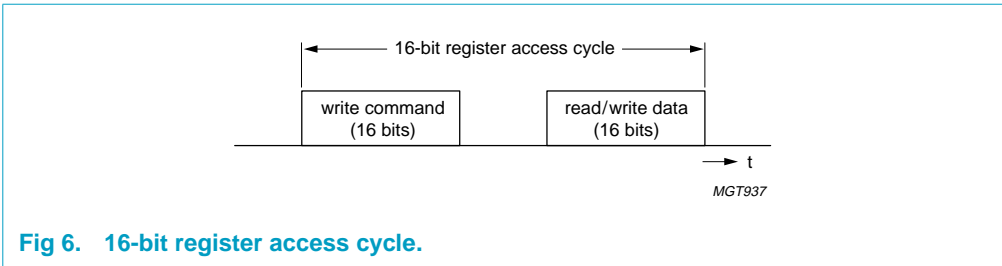 16-bit register access cycle
write command
(16 bits)
read/write data
(16 bits)
t
MGT937
Fig 6. 16-bit register access cycle.